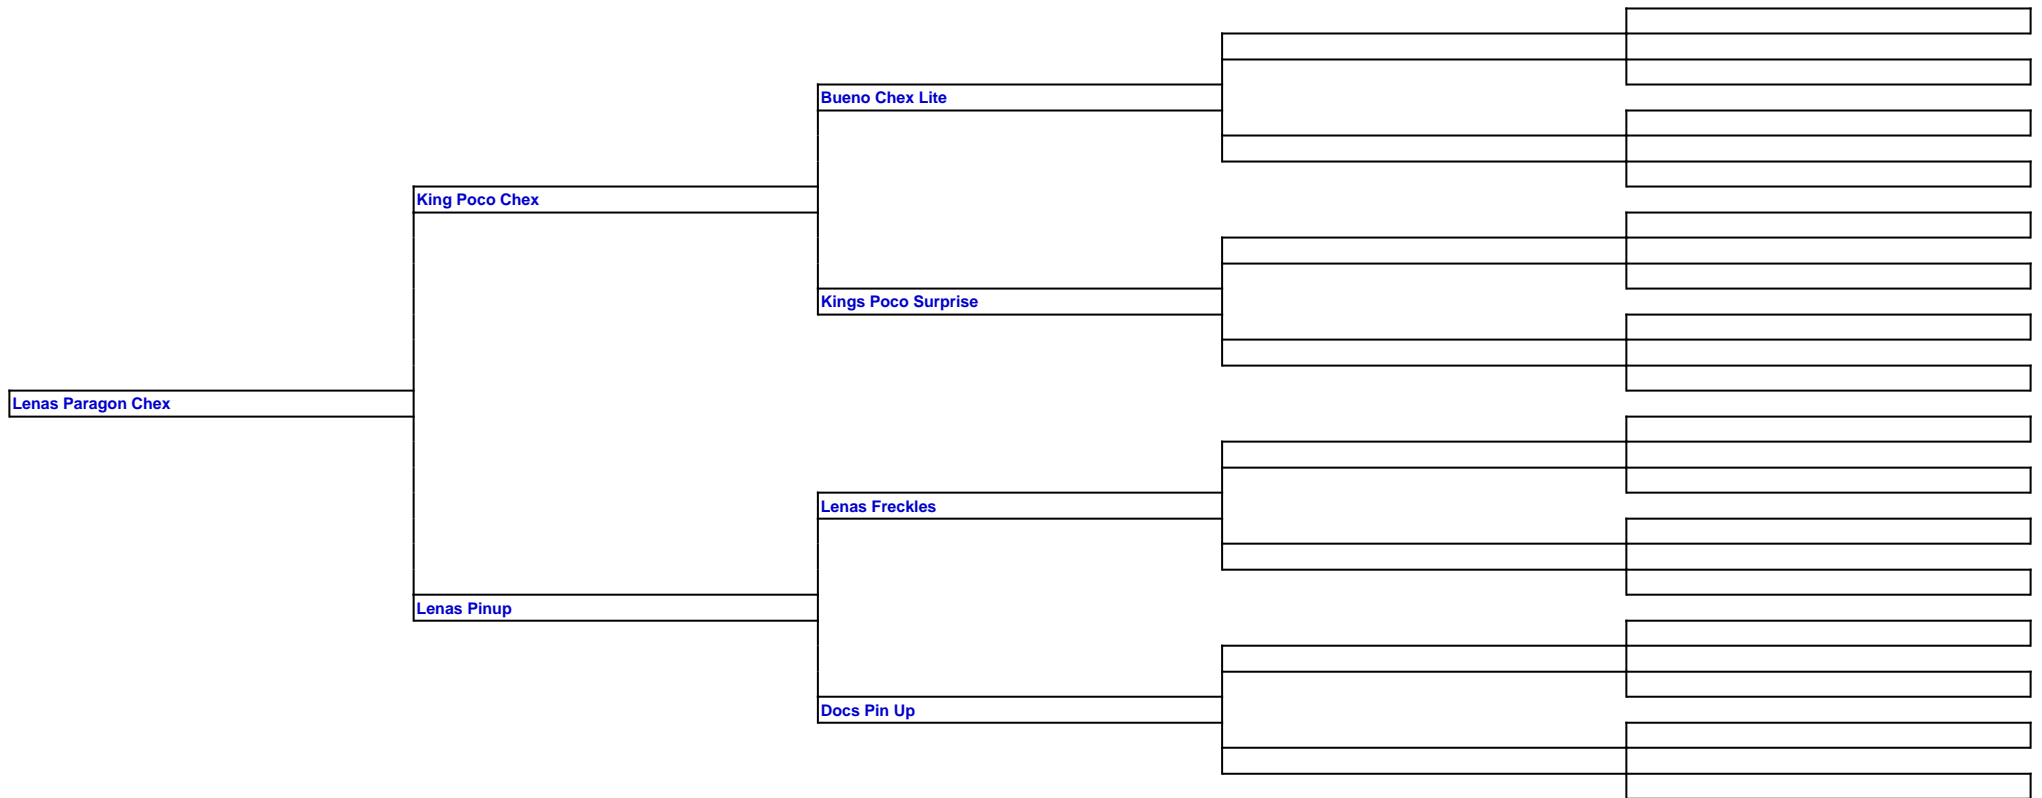 Bueno Chex Lite
King Poco Chex
Kings Poco Surprise
Lenas Paragon Chex
Lenas Freckles
Lenas Pinup
Docs Pin Up